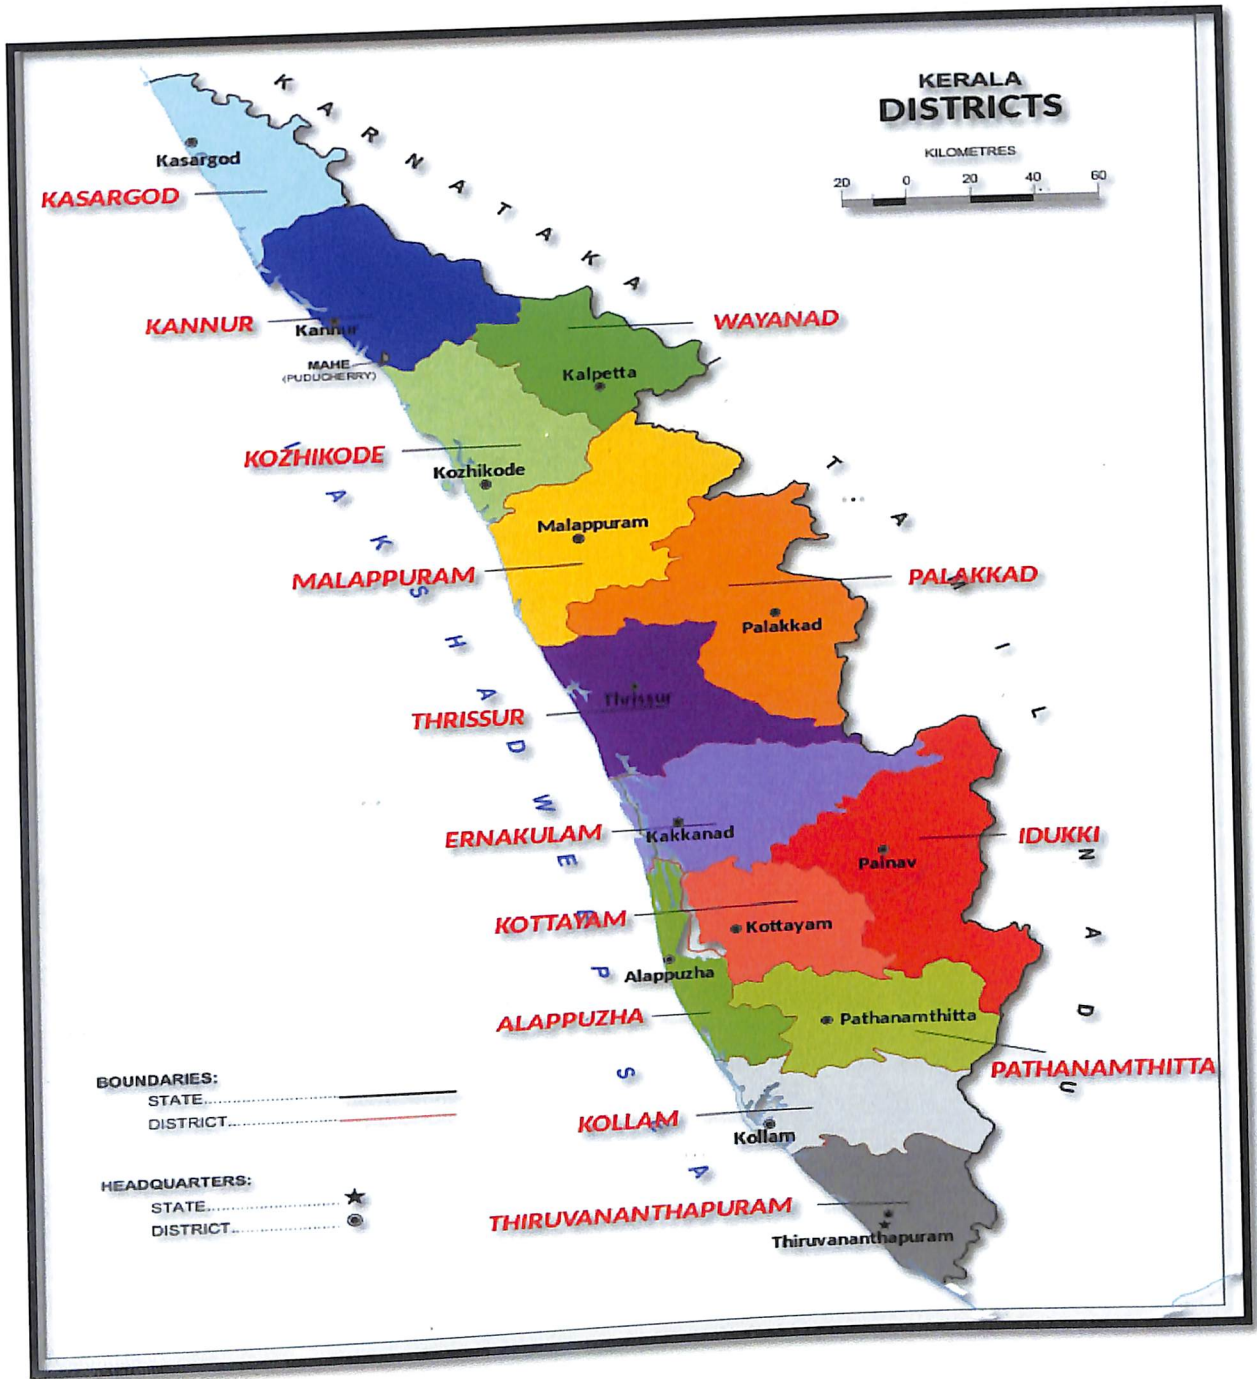 KERALA
DISTRICTS
KILOMETRES
20 0 20 40 60
KARNATAKA
Kasargod
KASARGOD
KANNUR
Kannur
WAYANAD
MAHE
(PUDUCHERRY)
Kalpetta
KOZHIKODE
Kozhikode
TAMIL NADU
Malappuram
MALAPPURAM
PALAKKAD
Palakkad
Thrissur
THRISSUR
LAKSHADWEEP SEA
ERNAKULAM
Kakkanad
IDUKKI
Painav
KOTTAYAM
Kottayam
Alappuzha
ALAPPUZHA
Pathanamthitta
PATHANAMTHITTA
BOUNDARIES:
STATE
DISTRICT
KOLLAM
Kollam
HEADQUARTERS:
STATE
DISTRICT
THIRUVANANTHAPURAM
Thiruvananthapuram